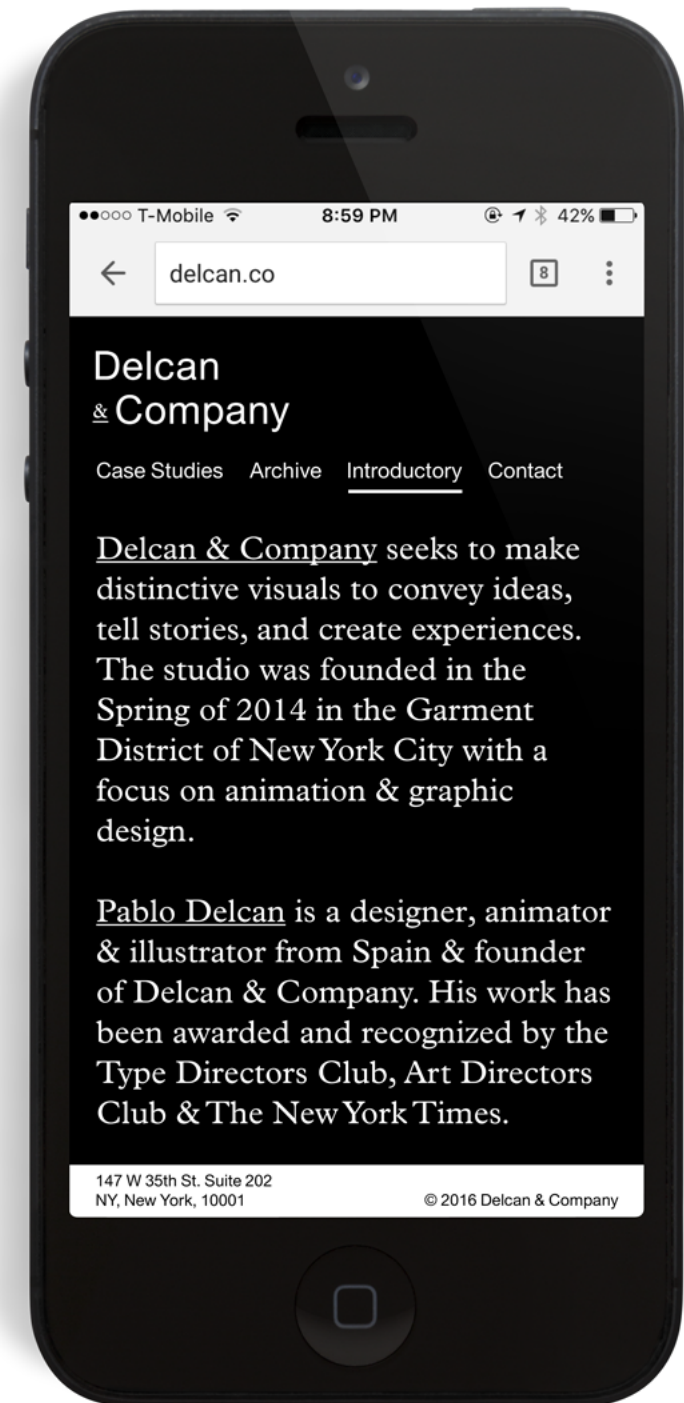 T-Mobile 8:59 PM 42%
delcan.co 8
Delcan
& Company
Case Studies Archive Introductory Contact
Delcan & Company seeks to make
distinctive visuals to convey ideas,
tell stories, and create experiences.
The studio was founded in the
Spring of 2014 in the Garment
District of New York City with a
focus on animation & graphic
design.
Pablo Delcan is a designer, animator
& illustrator from Spain & founder
of Delcan & Company. His work has
been awarded and recognized by the
Type Directors Club, Art Directors
Club & The New York Times.
147 W 35th St. Suite 202
NY, New York, 10001 © 2016 Delcan & Company